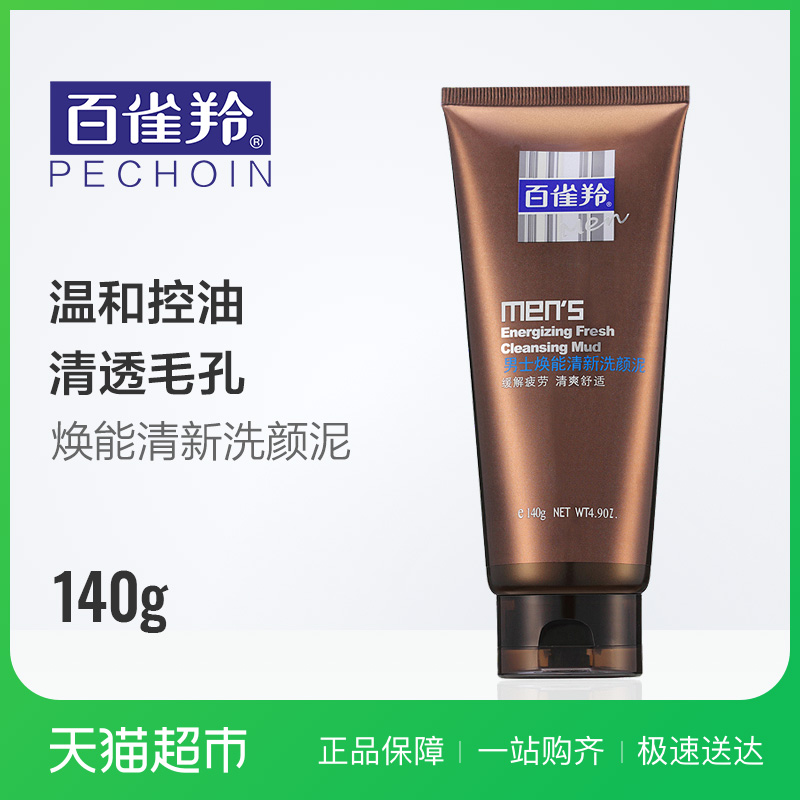 百雀羚®
PECHOIN
温和控油
清透毛孔
焕能清新洗颜泥
140g
百雀羚®
men
men's
Energizing Fresh
Cleansing Mud
男士焕能清新洗颜泥
缓解疲劳 清爽舒适
e 140g NET WT4.9OZ.
天猫超市
正品保障 | 一站购齐 | 极速送达